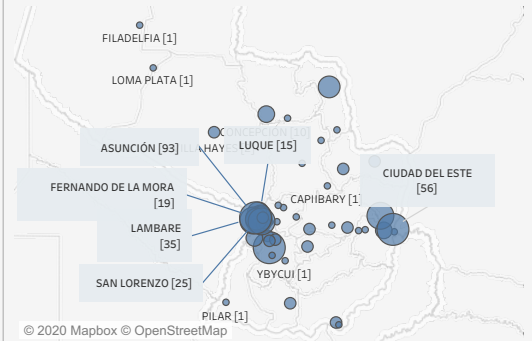 FILADELFIA [1]
LOMA PLATA [1]
CONCEPCIÓN [10]
HAY
ASUNCIÓN [93]
LUQUE [15]
FERNANDO DE LA MORA
[19]
CAPIIBARY [1]
CIUDAD DEL ESTE
[56]
LAMBARE
[35]
SAN LORENZO [25]
YBYCUI [1]
PILAR [1]
© 2020 Mapbox © OpenStreetMap